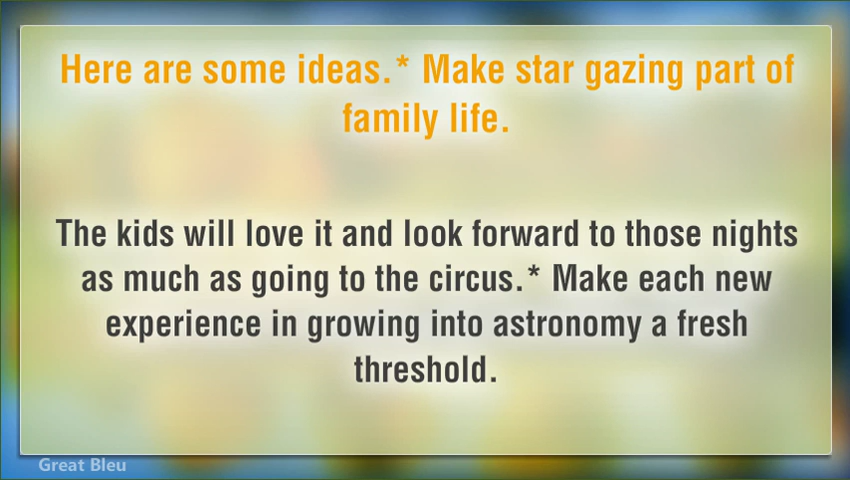 Here are some ideas.* Make star gazing part of
family life.
The kids will love it and look forward to those nights
as much as going to the circus.* Make each new
experience in growing into astronomy a fresh
threshold.
Great Bleu